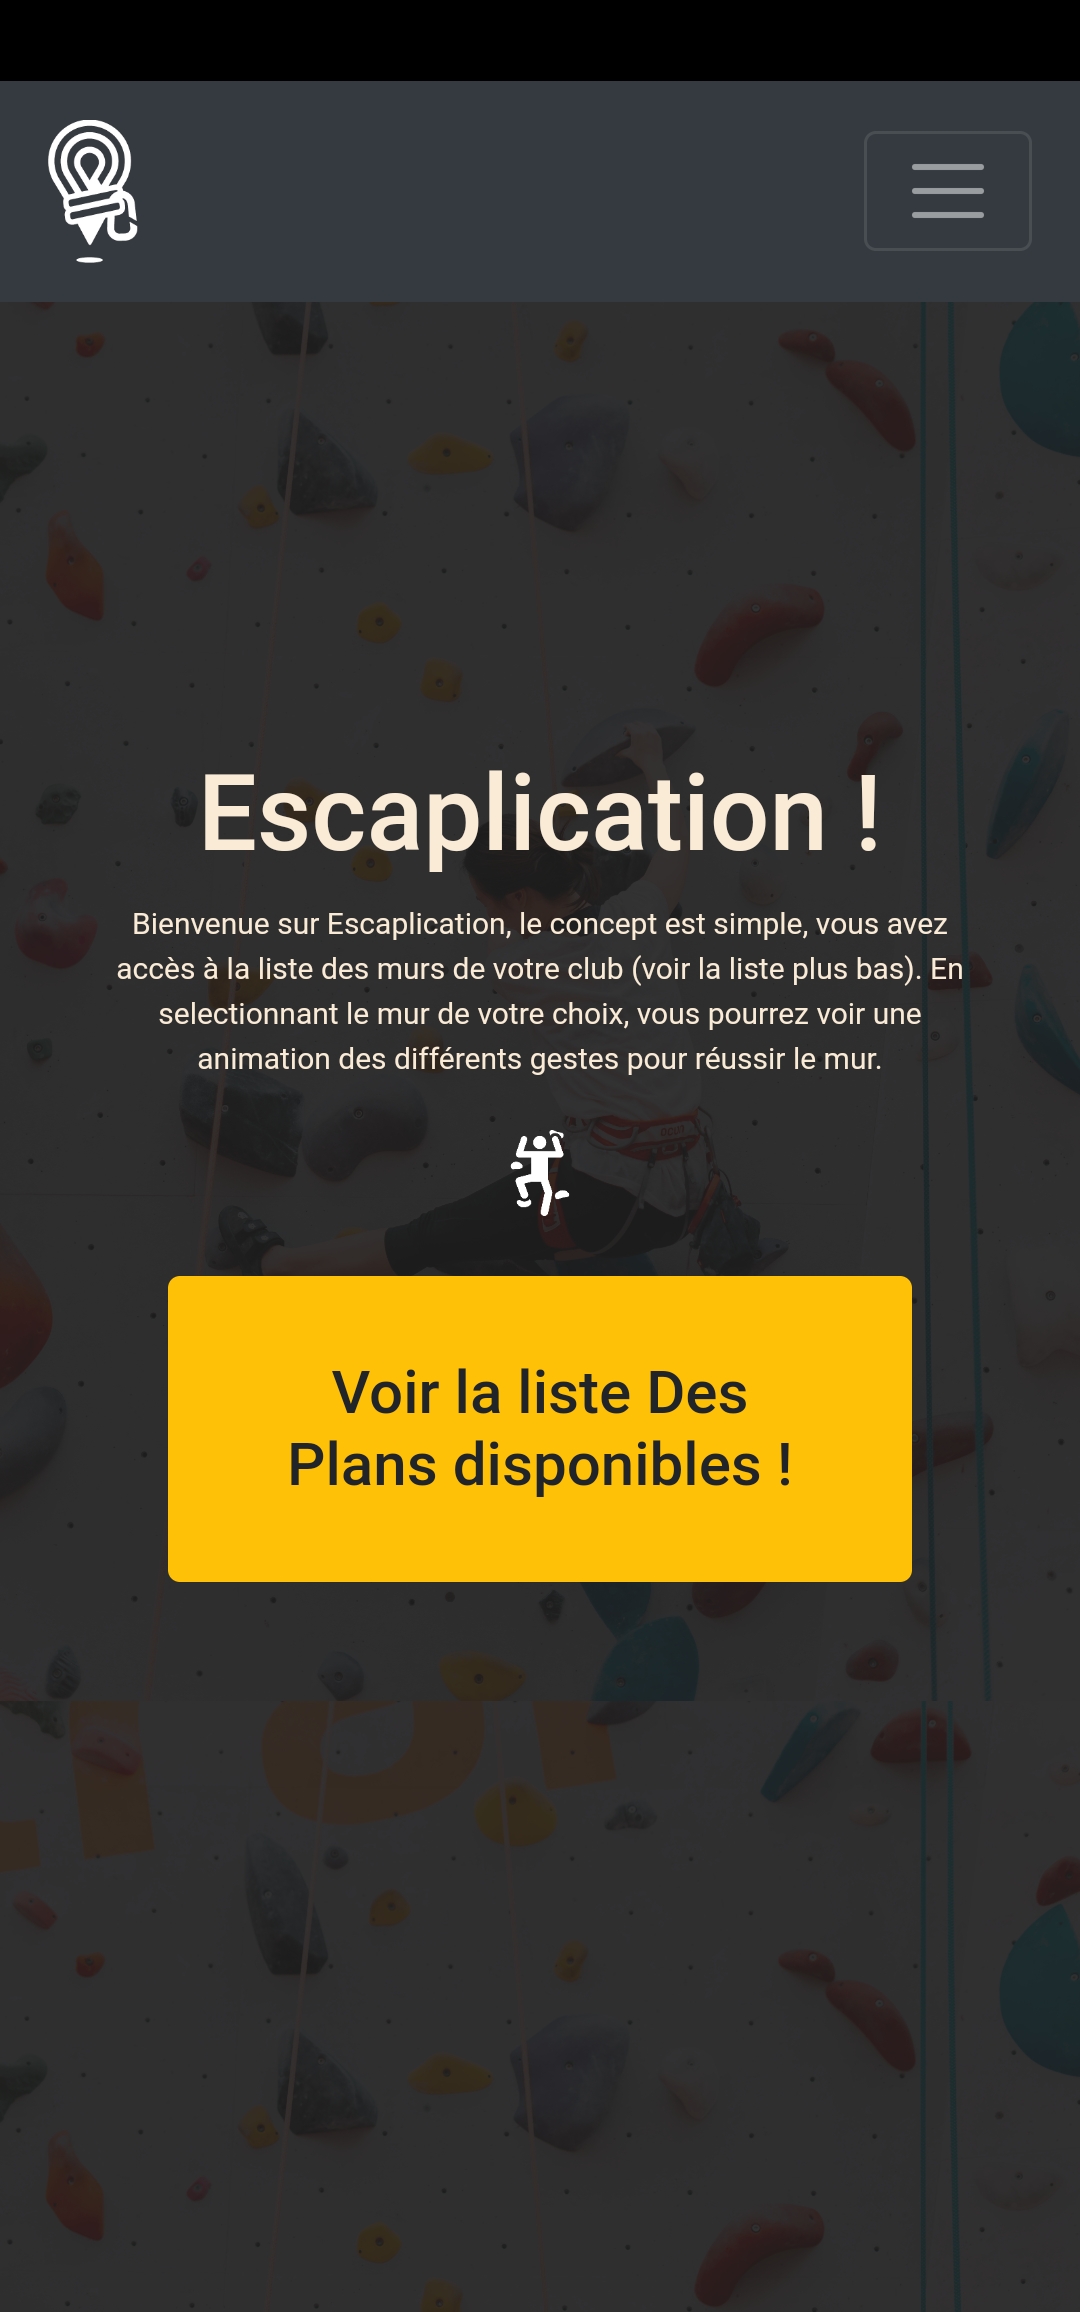 Escaplication !
Bienvenue sur Escaplication, le concept est simple, vous avez
accès à la liste des murs de votre club (voir la liste plus bas). En
selectionnant le mur de votre choix, vous pourrez voir une
animation des différents gestes pour réussir le mur.
Voir la liste Des
Plans disponibles !